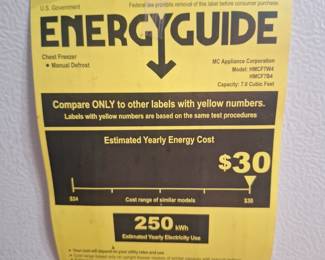 U.S. Government
Federal law prohibits removal of this label before consumer purchase
ENERGYGUIDE
Chest Freezer
• Manual Defrost
MC Appliance Corporation
Model: HMCF7W4
HMCF7B4
Capacity: 7.0 Cubic Feet
Compare ONLY to other labels with yellow numbers.
Labels with yellow numbers are based on the same test procedures
Estimated Yearly Energy Cost
$30
Cost range of similar models
250 kWh
Estimated Yearly Electricity Use